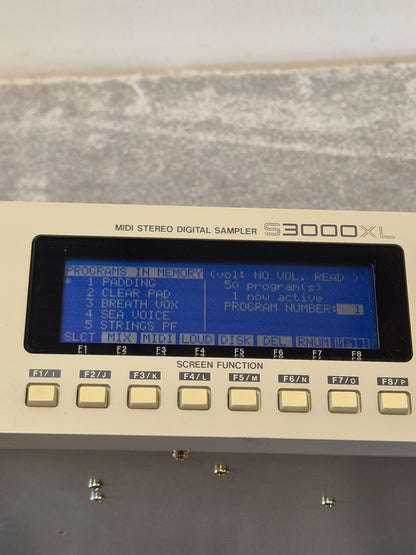 MIDI STEREO DIGITAL SAMPLER S3000XL
PROGRAMS IN MEMORY (vol: NO VOL. READ )
* 1 PADDING 50 program(s)
2 CLEAR PAD 1 now active
3 BREATH VOX PROGRAM NUMBER: 1
4 SEA VOICE
5 STRINGS PF
SLCT MIX MIDI LOUD DISK DEL RNUM
F1 F2 F3 F4 F5 F6 F7 F8
SCREEN FUNCTION
F1/I F2/J F3/K F4/L F5/M F6/N F7/O F8/P